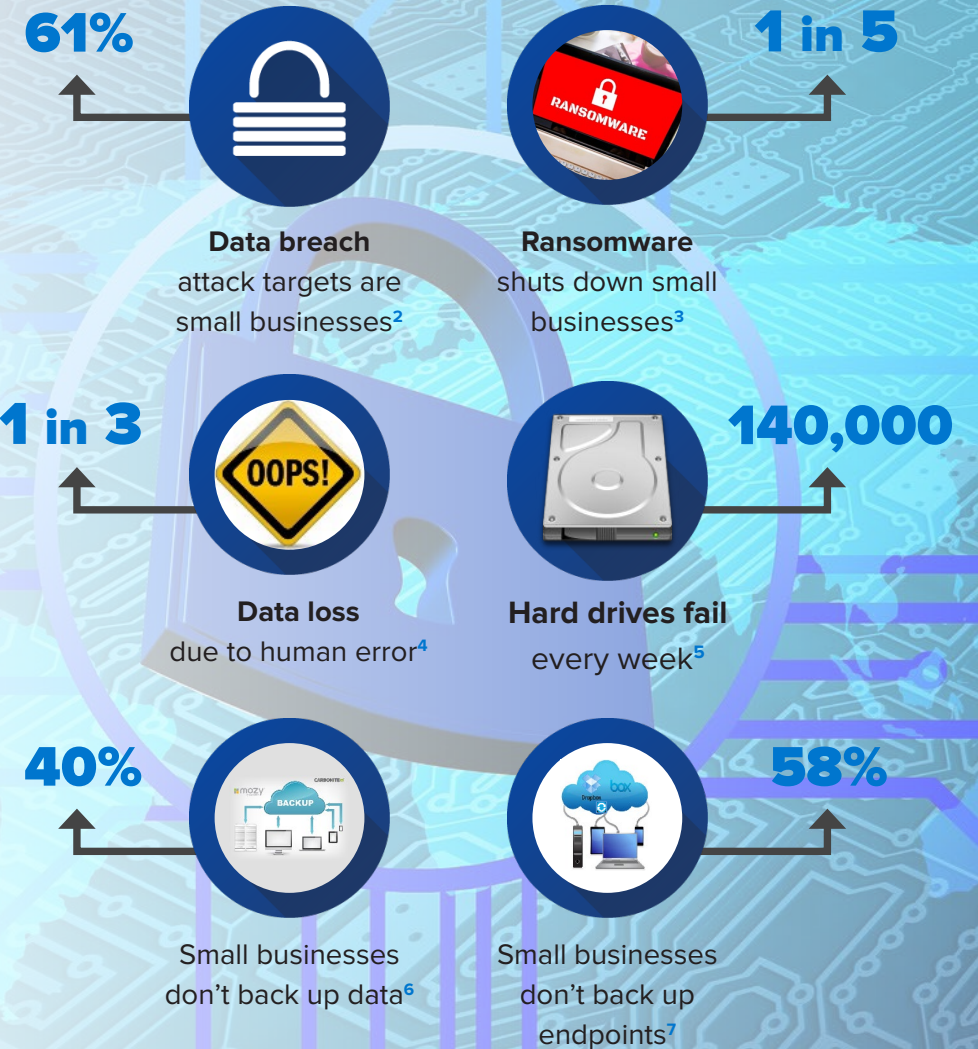 61%
1 in 5
RANSOMWARE
Data breach
attack targets are
small businesses2
Ransomware
shuts down small
businesses3
1 in 3
140,000
OOPS!
Data loss
due to human error4
Hard drives fail
every week5
40%
58%
mozy
CARBONITE
BACKUP
Dropbox
box
Small businesses
don’t back up data6
Small businesses
don’t back up
endpoints7